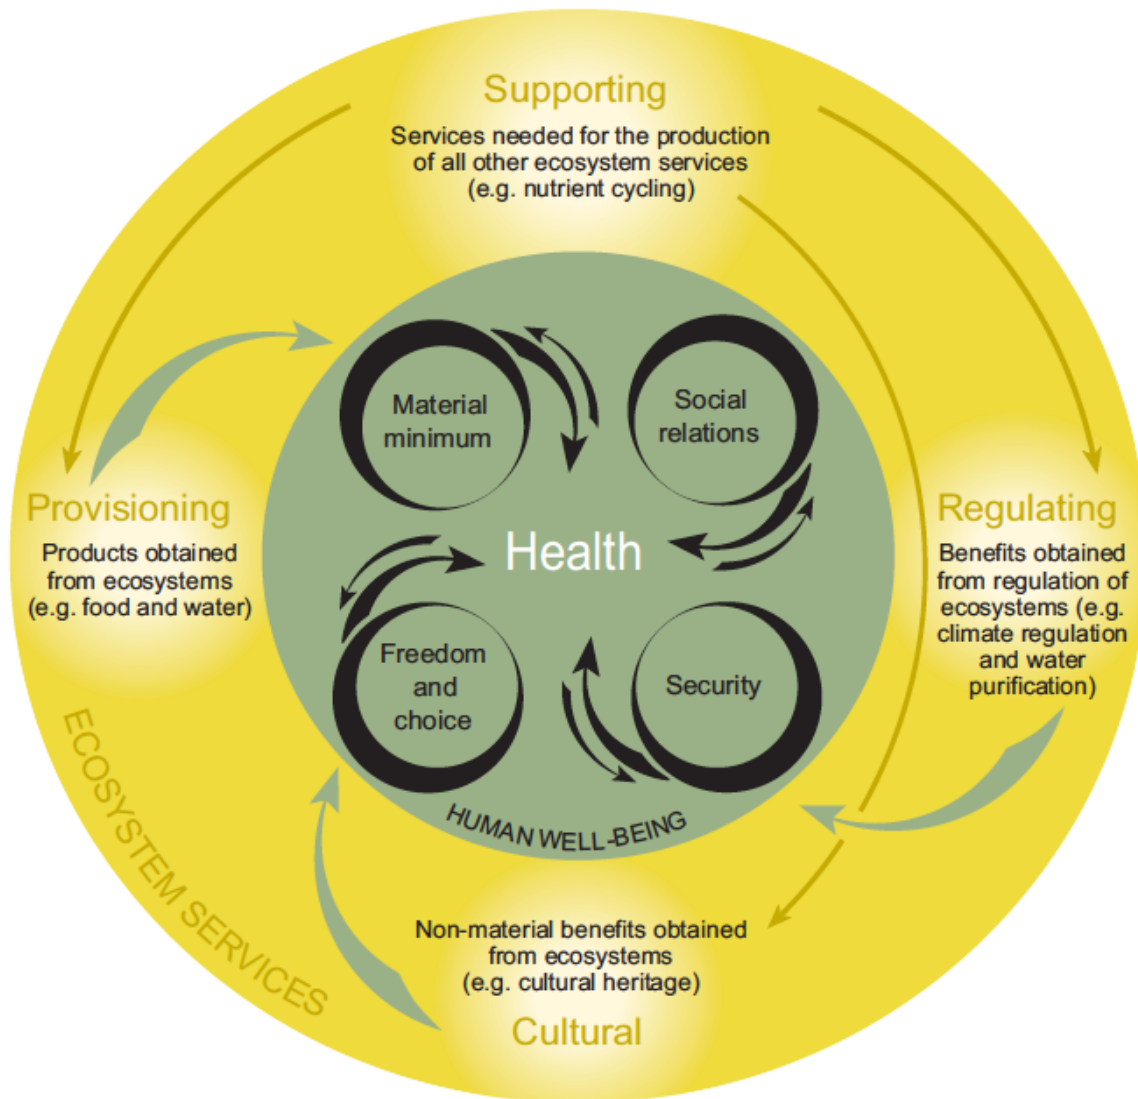 Supporting
Services needed for the production
of all other ecosystem services
(e.g. nutrient cycling)
Material
minimum
Social
relations
Provisioning
Products obtained
from ecosystems
(e.g. food and water)
Health
Regulating
Benefits obtained
from regulation of
ecosystems (e.g.
climate regulation
and water
purification)
Freedom
and
choice
Security
HUMAN WELL-BEING
ECOSYSTEM SERVICES
Non-material benefits obtained
from ecosystems
(e.g. cultural heritage)
Cultural